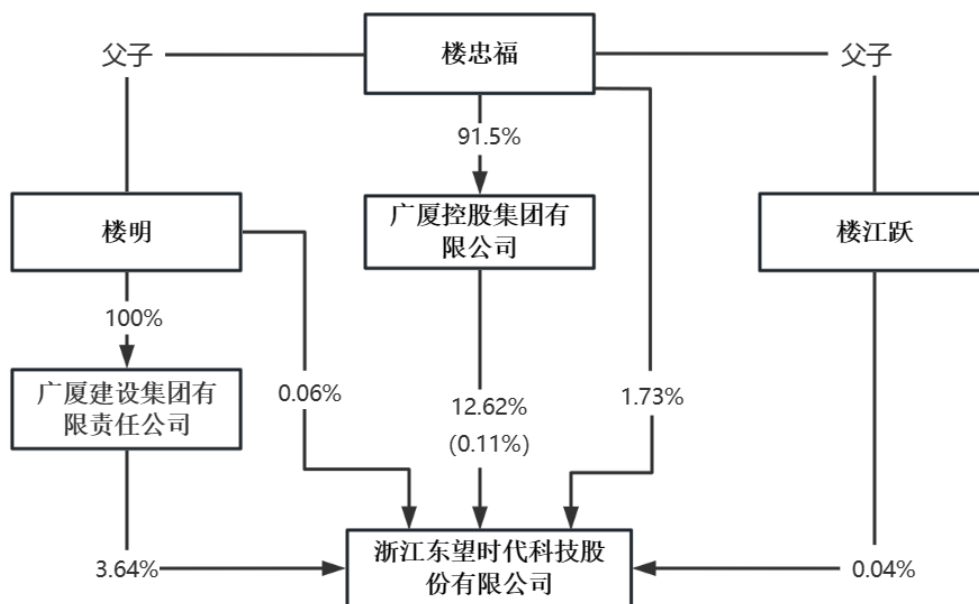 父子
楼忠福
父子
91.5%
楼明
广厦控股集团有
限公司
楼江跃
100%
广厦建设集团有
限责任公司
0.06%
12.62%
(0.11%)
1.73%
浙江东望时代科技股
份有限公司
3.64%
0.04%